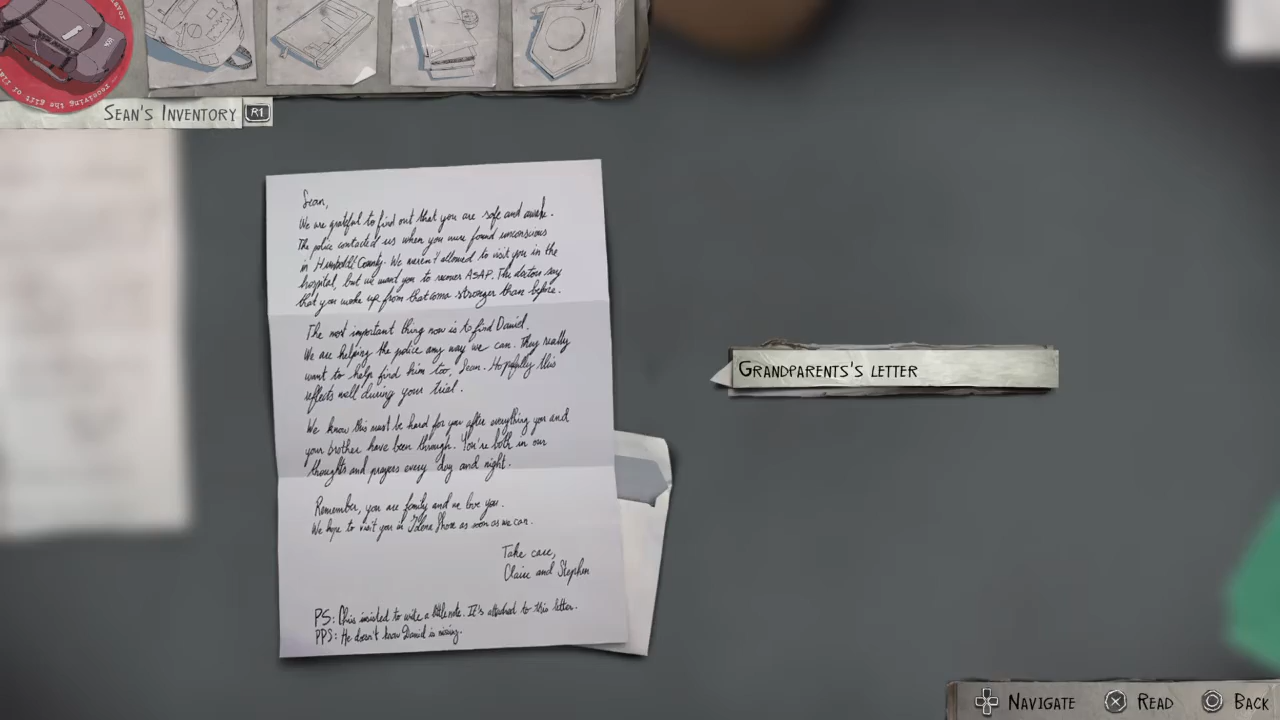 receiving the gift of flavor
SEAN'S INVENTORY R1
Sean,
We are grateful to find out that you are safe and awake.
The police contacted us when you were found unconscious
in Humboldt County. We weren't allowed to visit you in the
hospital, but we want you to recover ASAP. The doctors say
that you woke up from that coma stronger than before.
The most important thing now is to find Daniel.
We are helping the police any way we can. They really
want to help find him too, Sean. Hopefully this
reflects well during your trial.
We know this must be hard for you after everything you and
your brother have been through. You're both in our
thoughts and prayers every day and night.
Remember, you are family and we love you.
We hope to visit you in Shore as soon as we can.
Take care,
Claire and Stephen
PS: Chris insisted to write a little note. It's attached to this letter.
PPS: He doesn't know Daniel is missing.
GRANDPARENTS'S LETTER
NAVIGATE READ BACK